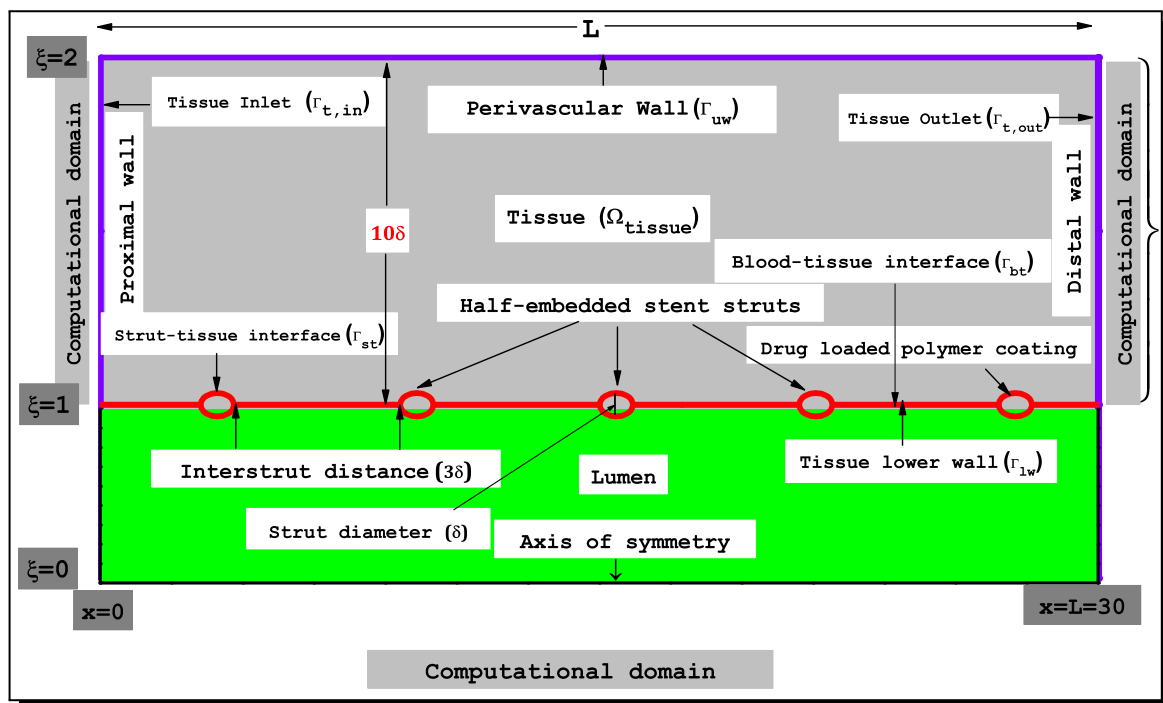 L
ξ=2
Tissue Inlet (Γt,in)
Perivascular Wall(Γuw)
Tissue Outlet(Γt,out)
Computational domain
Proximal wall
Distal wall
Computational domain
Tissue (Ωtissue)
10δ
Blood-tissue interface(Γbt)
Half-embedded stent struts
Strut-tissue interface(Γst)
Drug loaded polymer coating
ξ=1
Interstrut distance(3δ)
Lumen
Tissue lower wall(Γlw)
Strut diameter (δ)
Axis of symmetry
ξ=0
x=0
x=L=30
Computational domain